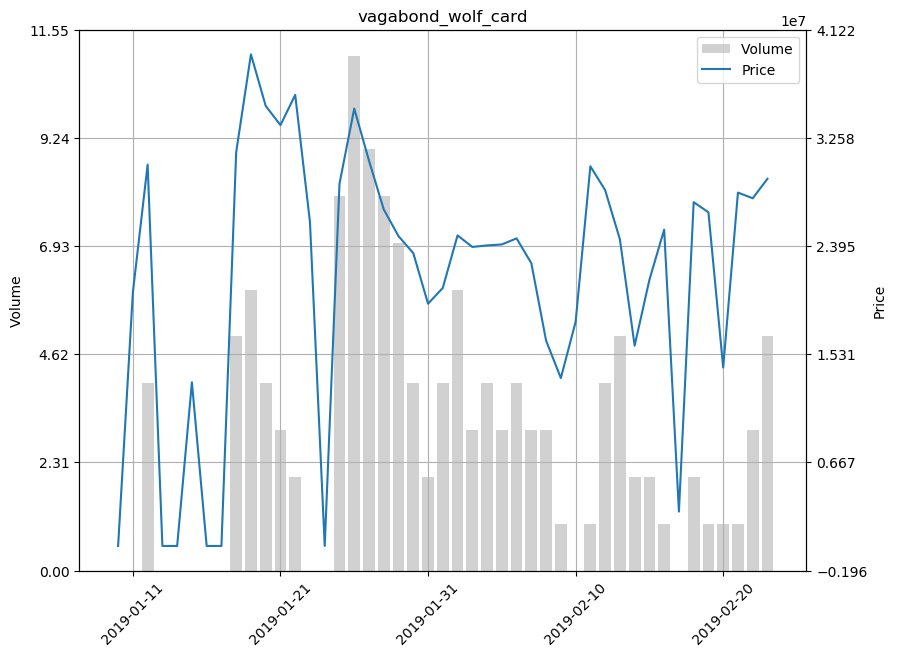 vagabond_wolf_card
1e7
11.55
9.24
6.93
4.62
2.31
0.00
Volume
4.122
3.258
2.395
1.531
0.667
−0.196
Price
Volume
Price
2019-01-11
2019-01-21
2019-01-31
2019-02-10
2019-02-20